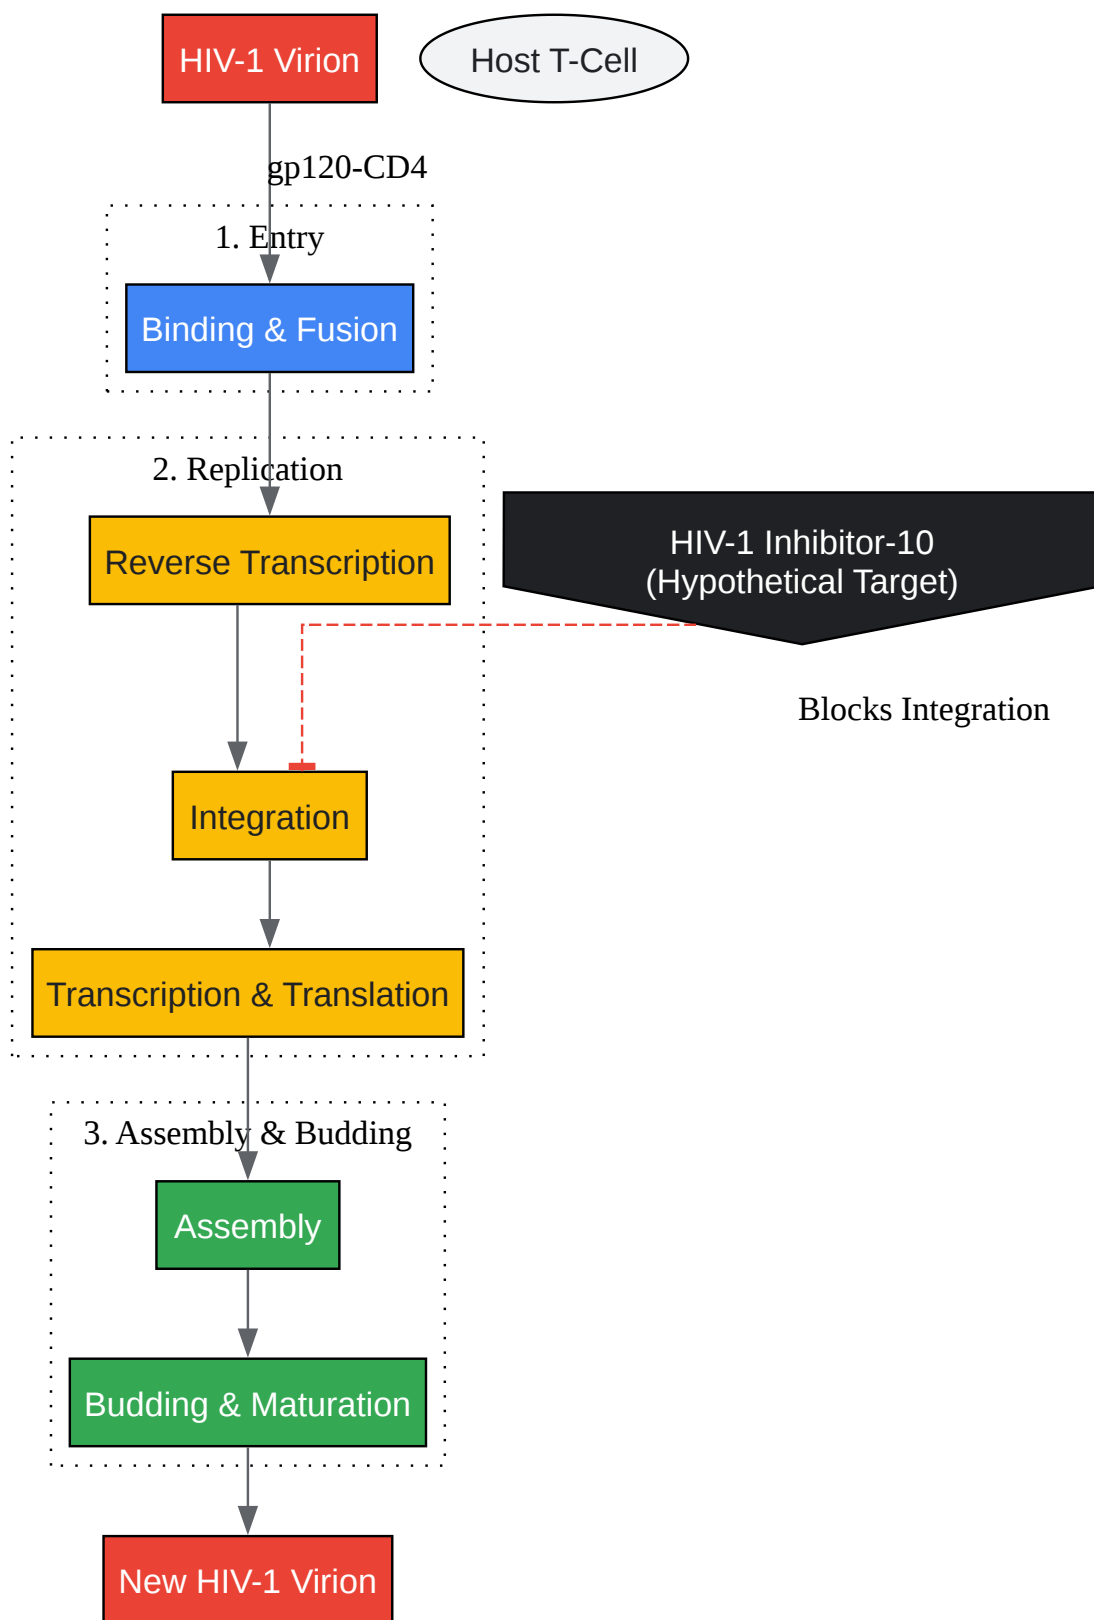 HIV-1 Virion
Host T-Cell
gp120-CD4
1. Entry
Binding & Fusion
2. Replication
Reverse Transcription
HIV-1 Inhibitor-10
(Hypothetical Target)
Blocks Integration
Integration
Transcription & Translation
3. Assembly & Budding
Assembly
Budding & Maturation
New HIV-1 Virion